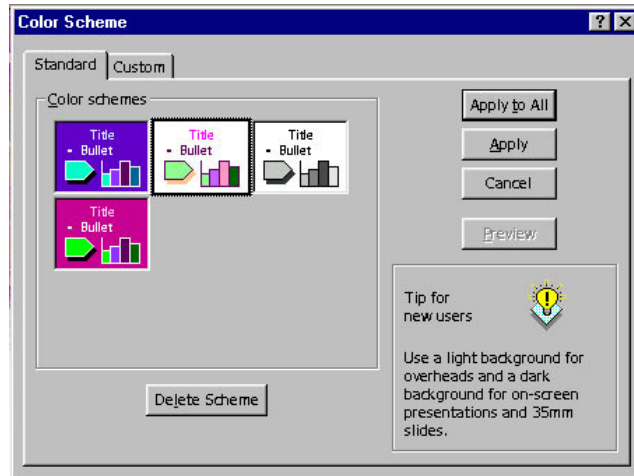 Color Scheme
Standard
Custom
Color schemes
Title
- Bullet
Title
- Bullet
Title
- Bullet
Title
- Bullet
Delete Scheme
Apply to All
Apply
Cancel
Preview
Tip for
new users
Use a light background for
overheads and a dark
background for on-screen
presentations and 35mm
slides.